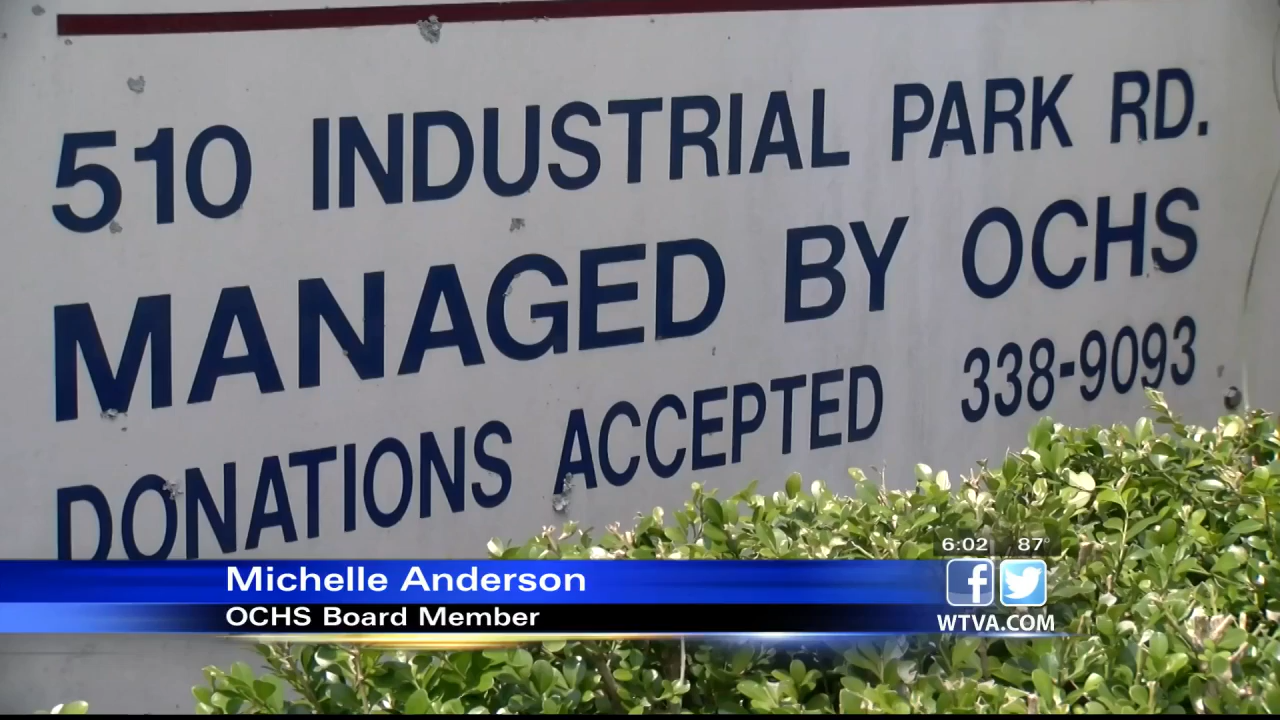 510 INDUSTRIAL PARK RD.
MANAGED BY OCHS
DONATIONS ACCEPTED 338-9093
6:02 87°
Michelle Anderson
OCHS Board Member
WTVA.COM